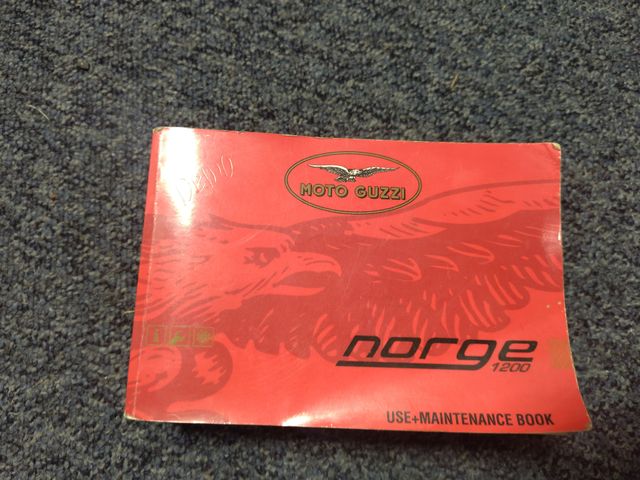 MOTO GUZZI
norge
1200
USE+MAINTENANCE BOOK